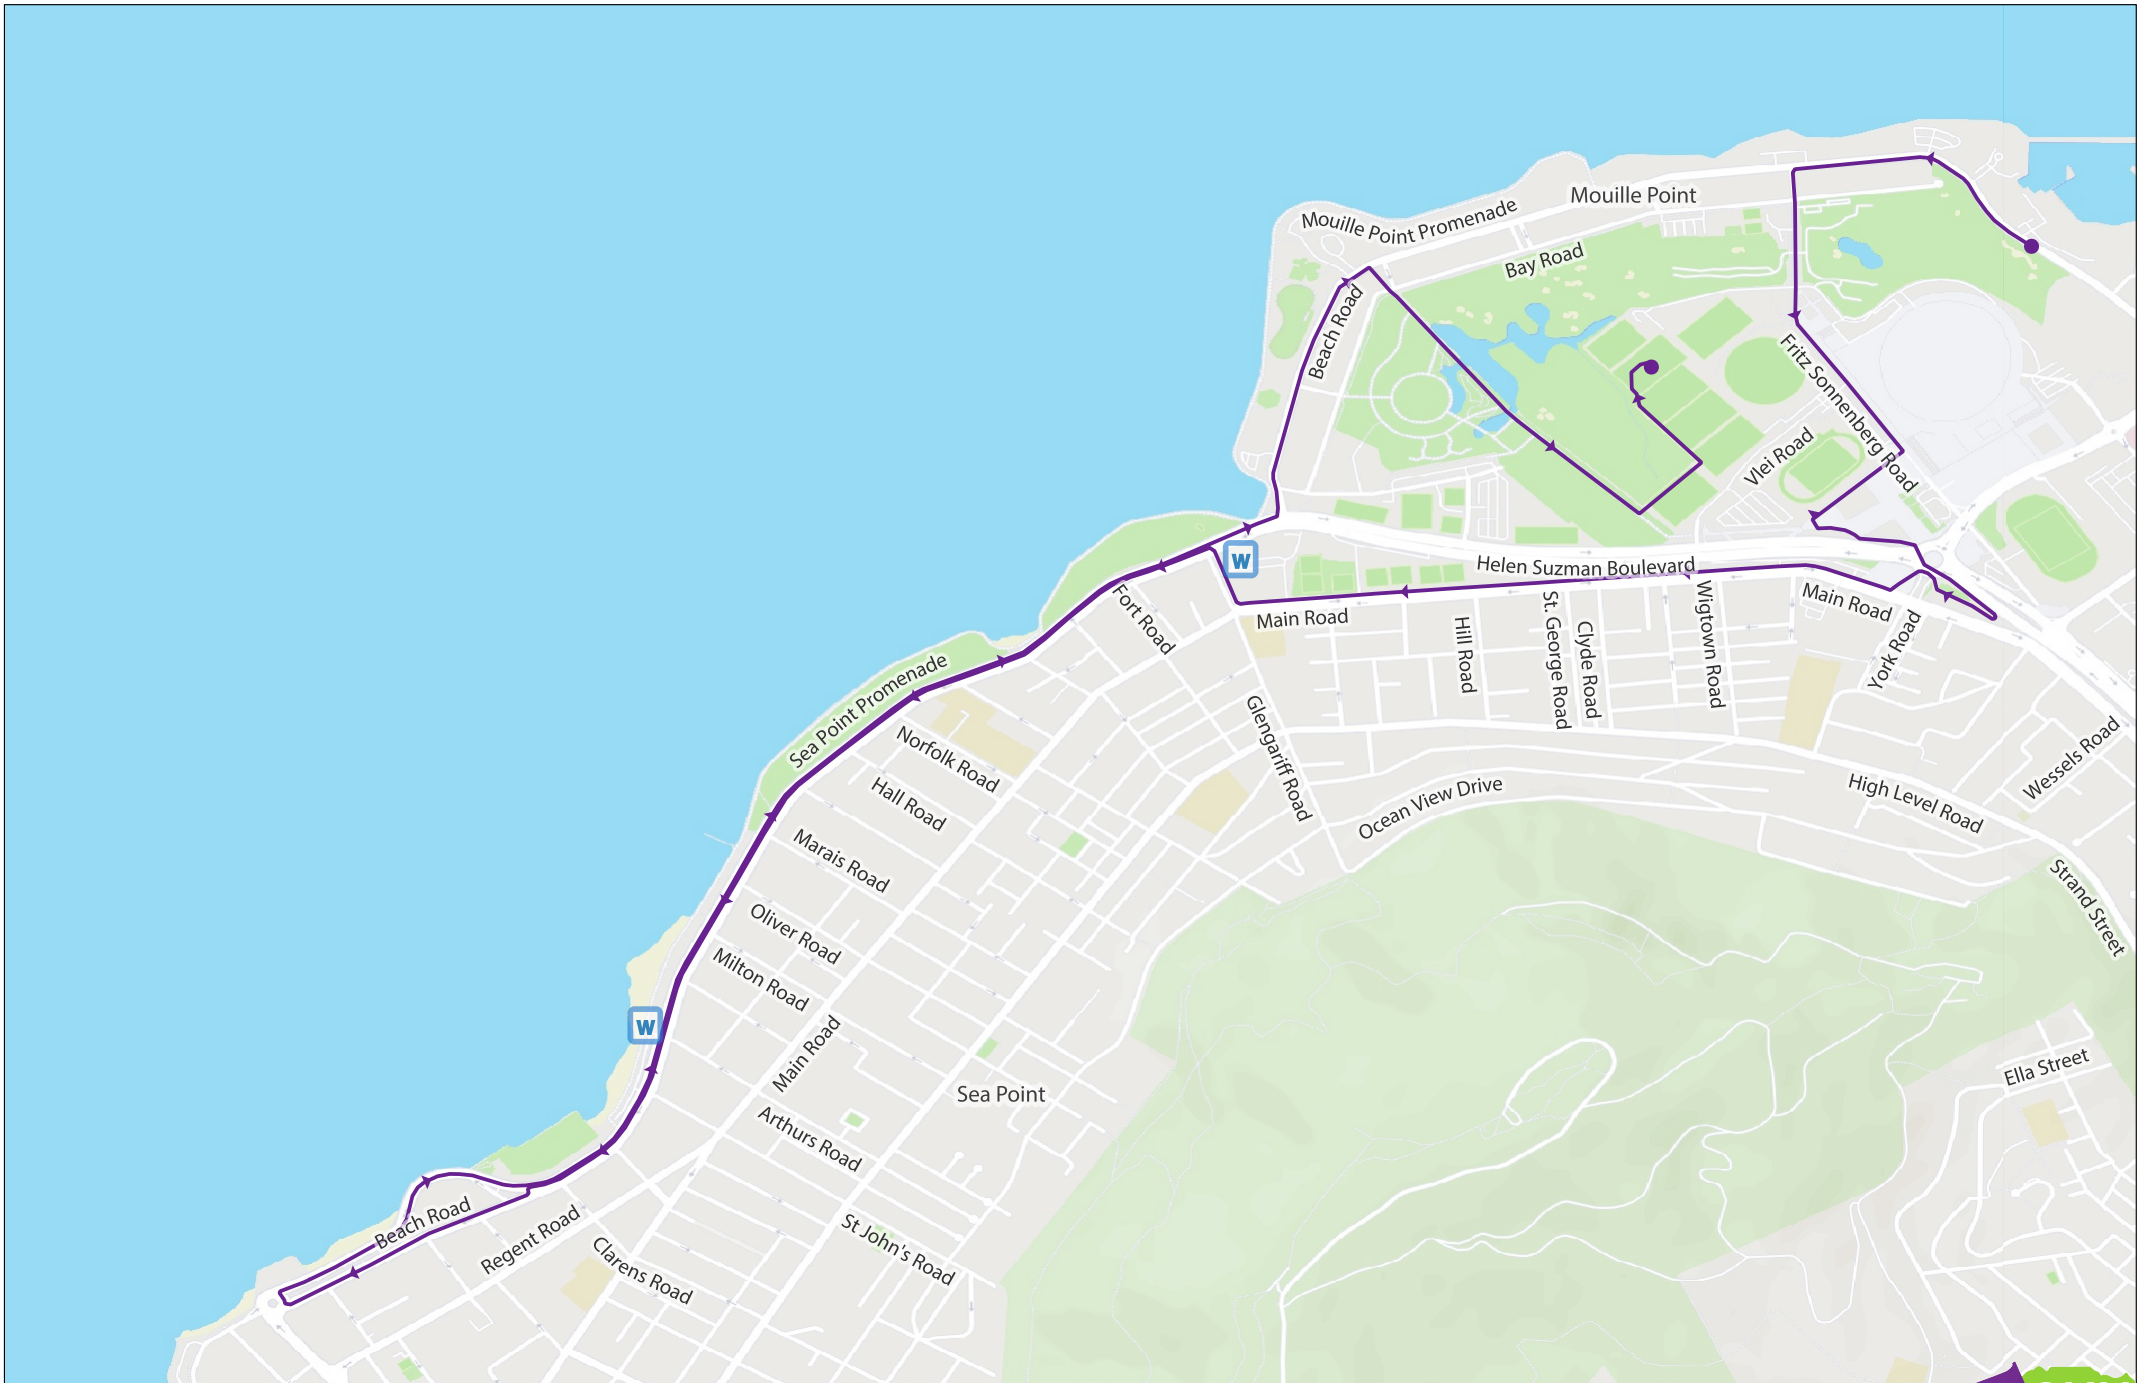 Mouille Point
Mouille Point Promenade
Bay Road
Beach Road
Fritz Sonnenberg Road
Vlei Road
W
Helen Suzman Boulevard
Main Road
Main Road
Fort Road
Hill Road
St. George Road
Clyde Road
Wigtown Road
York Road
Sea Point Promenade
Glengariff Road
Norfolk Road
Hall Road
Ocean View Drive
High Level Road
Wessels Road
Marais Road
Strand Street
Oliver Road
Milton Road
W
Main Road
Ella Street
Sea Point
Arthurs Road
Beach Road
Regent Road
St John's Road
Clarens Road